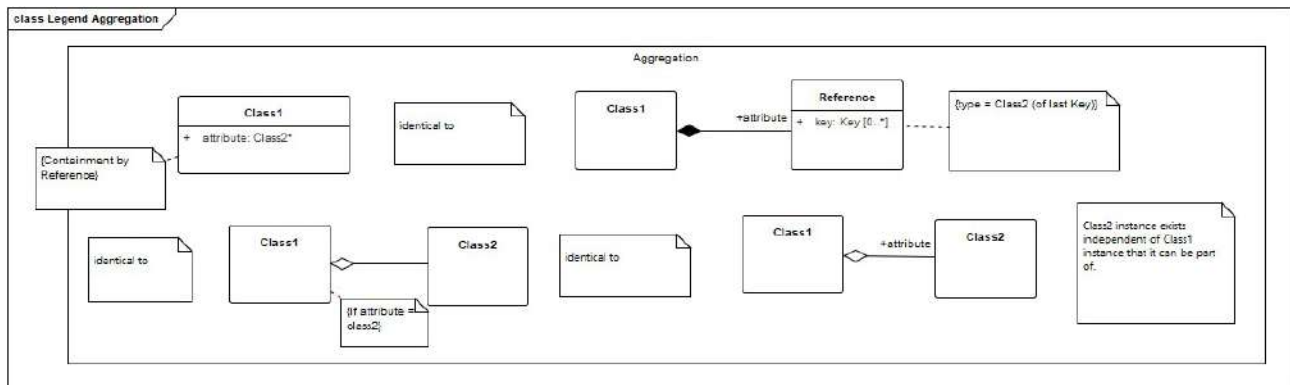 class Legend Aggregation
Aggregation
Class1
+ attribute: Class2*
{Containment by
Reference}
identical to
Class1
+attribute
Reference
+ key: Key [0..*]
{type = Class2 (of last Key)}
identical to
Class1
Class2
{If attribute =
class2}
identical to
Class1
+attribute
Class2
Class2 instance exists
independent of Class1
instance that it can be part
of.